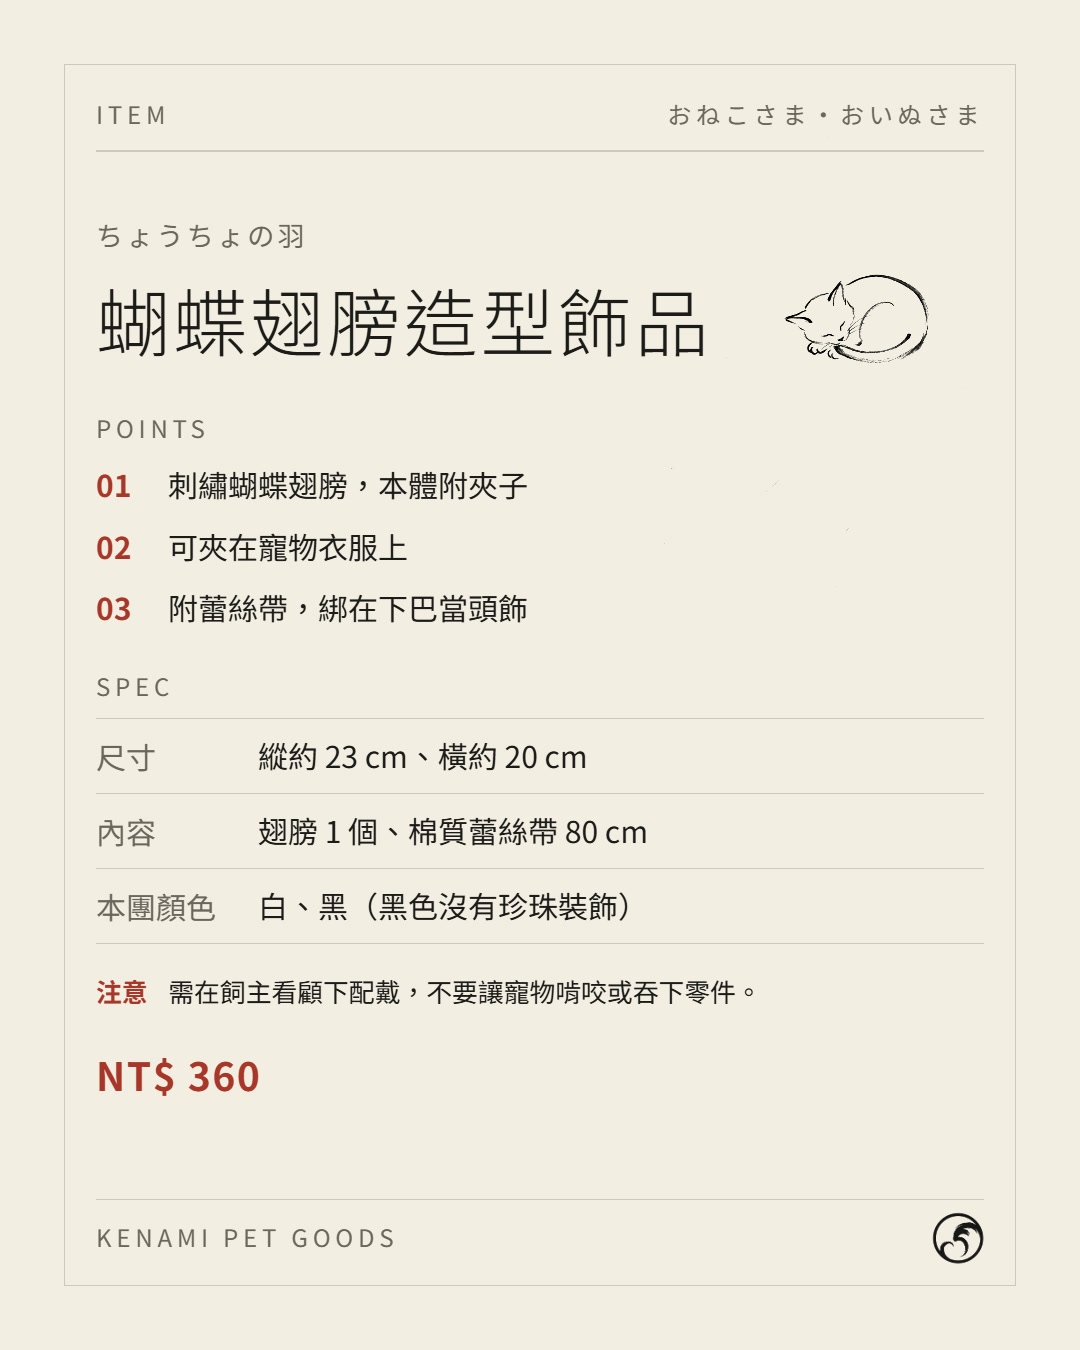 ITEM
おねこさま・おいぬさま
ちょうちょの羽
蝴蝶翅膀造型飾品
POINTS
01 刺繡蝴蝶翅膀，本體附夾子
02 可夾在寵物衣服上
03 附蕾絲帶，綁在下巴當頭飾
SPEC
尺寸 縱約 23 cm、橫約 20 cm
內容 翅膀 1 個、棉質蕾絲帶 80 cm
本團顏色 白、黑（黑色沒有珍珠裝飾）
注意 需在飼主看顧下配戴，不要讓寵物啃咬或吞下零件。
NT$ 360
KENAMI PET GOODS